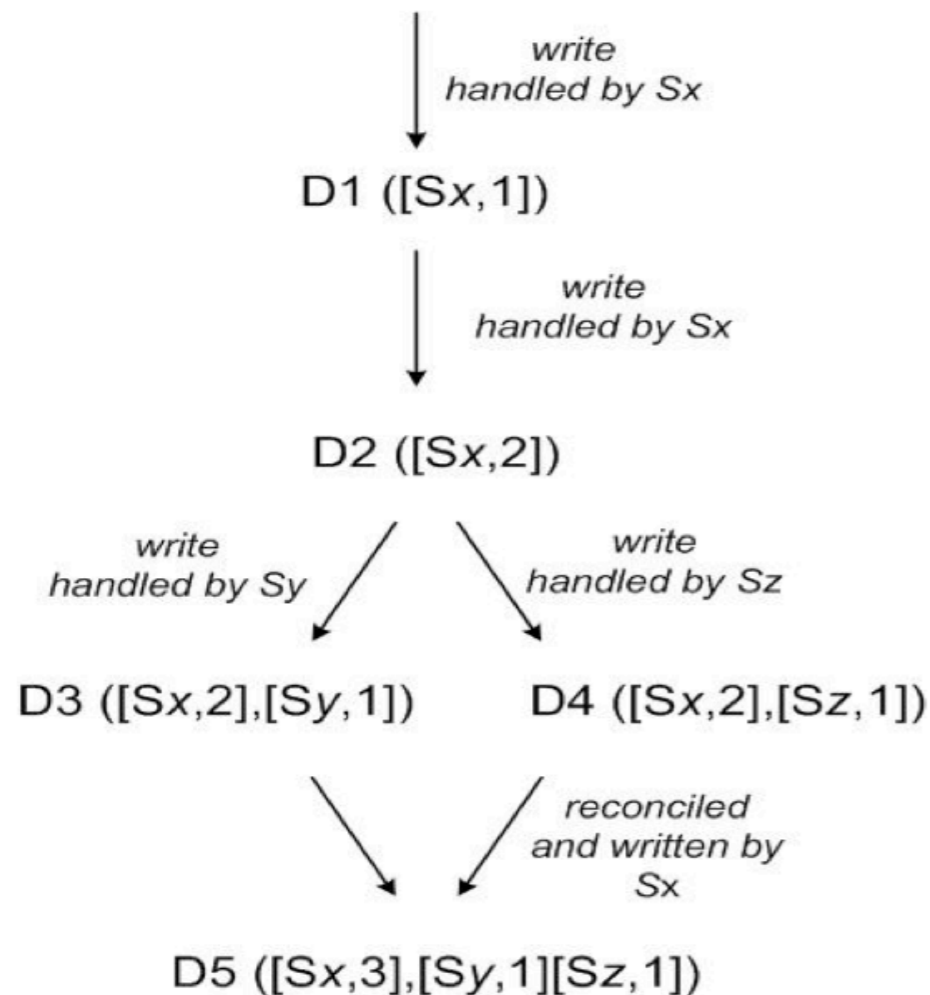 write
handled by Sx
D1 ([Sx,1])
write
handled by Sx
D2 ([Sx,2])
write
handled by Sy
write
handled by Sz
D3 ([Sx,2],[Sy,1])
D4 ([Sx,2],[Sz,1])
reconciled
and written by
Sx
D5 ([Sx,3],[Sy,1][Sz,1])